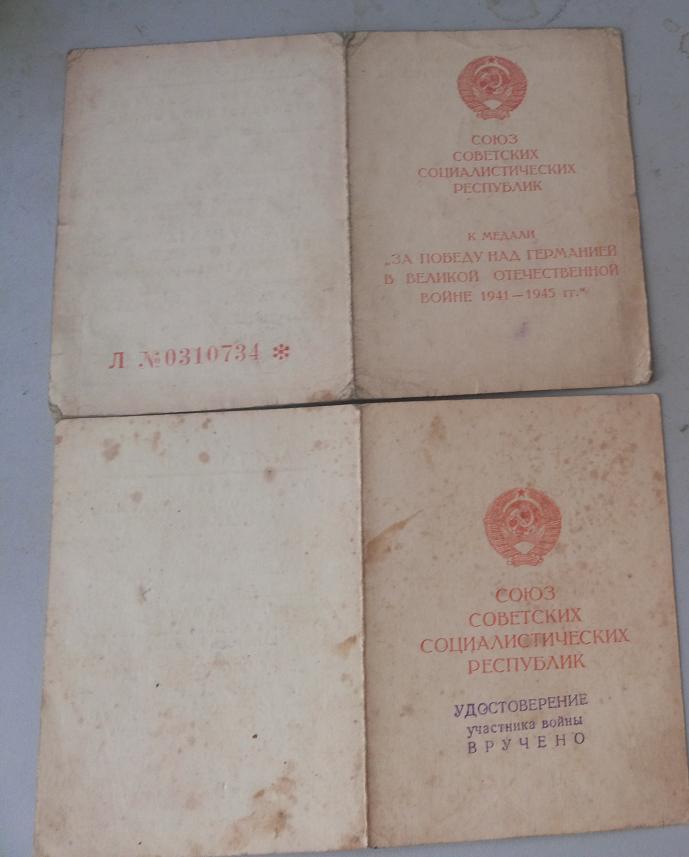 СОЮЗ
СОВЕТСКИХ
СОЦИАЛИСТИЧЕСКИХ
РЕСПУБЛИК
К МЕДАЛИ
„ЗА ПОБЕДУ НАД ГЕРМАНИЕЙ
В ВЕЛИКОЙ ОТЕЧЕСТВЕННОЙ
ВОЙНЕ 1941—1945 гг.“
Л №0310734 *
СОЮЗ
СОВЕТСКИХ
СОЦИАЛИСТИЧЕСКИХ
РЕСПУБЛИК
УДОСТОВЕРЕНИЕ
участника войны
ВРУЧЕНО